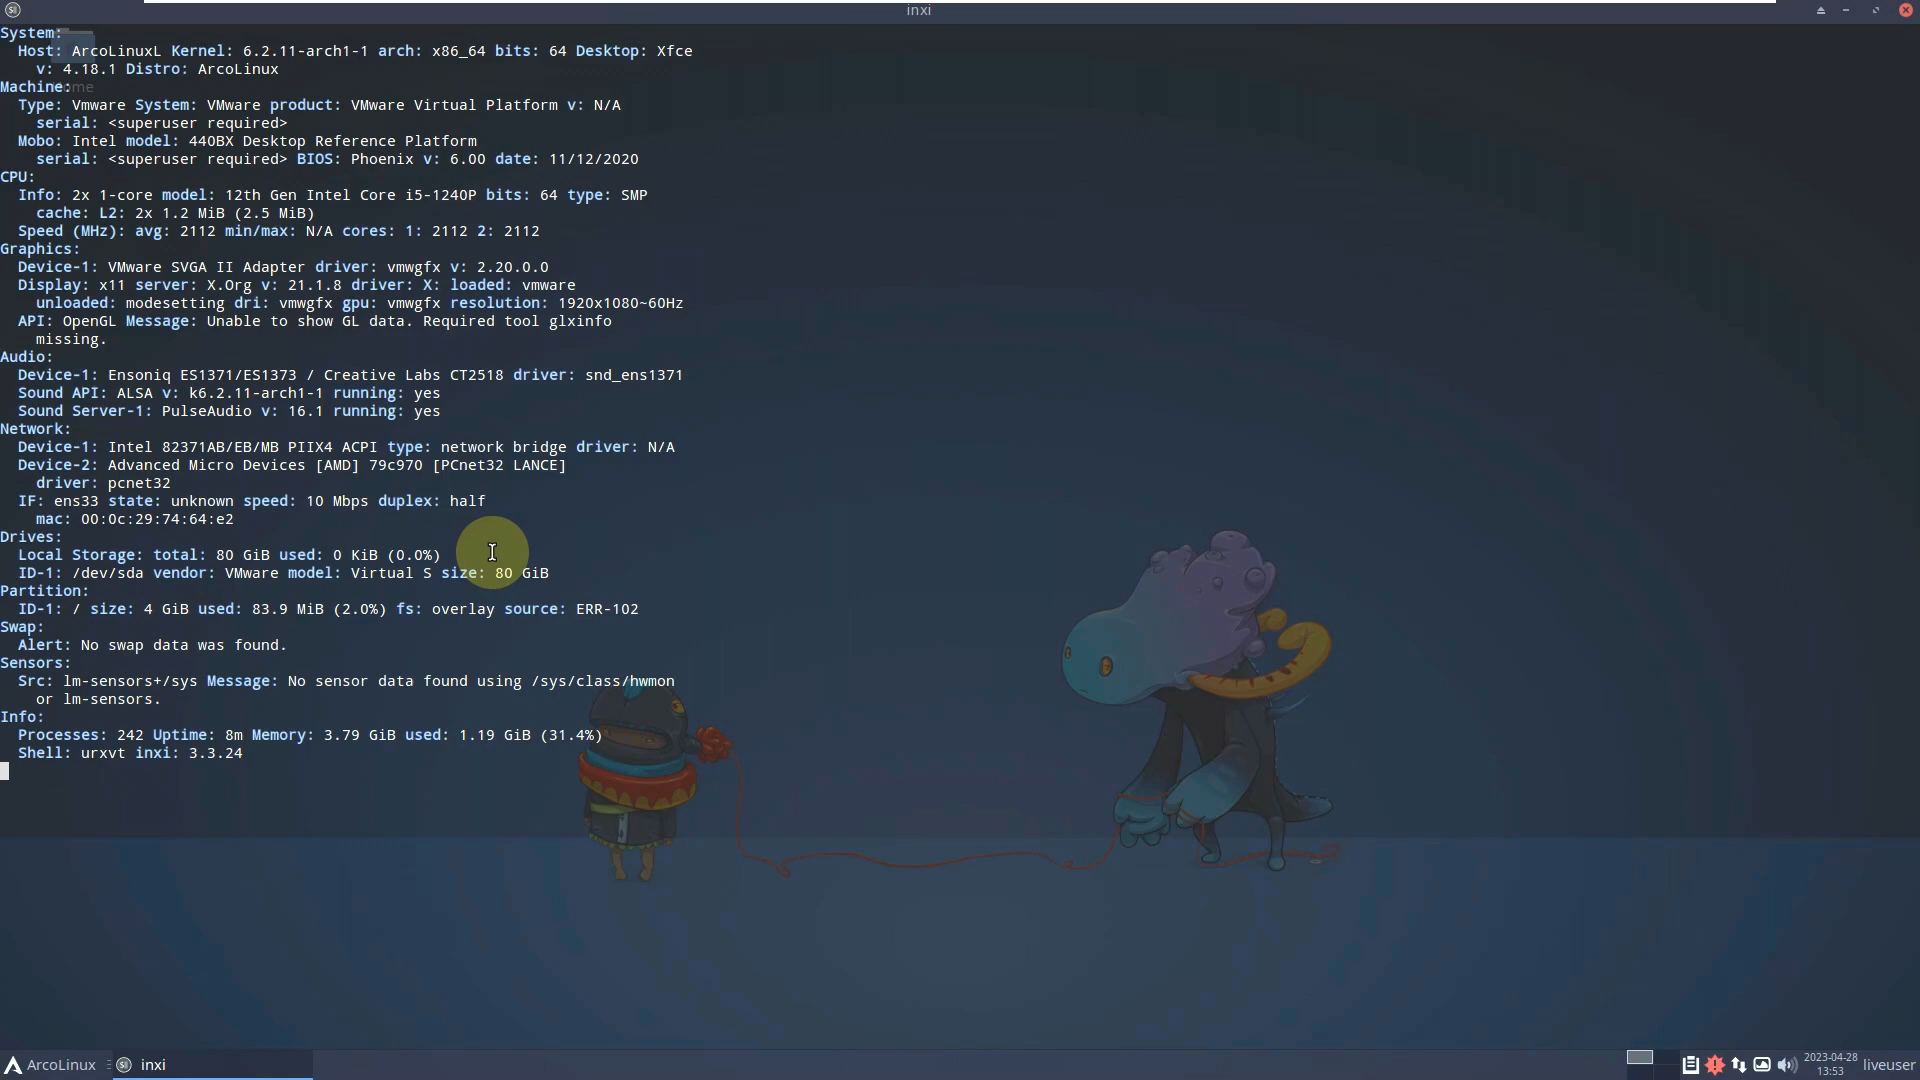 inxi
System:
Host: ArcoLinuxL Kernel: 6.2.11-arch1-1 arch: x86_64 bits: 64 Desktop: Xfce
v: 4.18.1 Distro: ArcoLinux
Machine:
Type: Vmware System: VMware product: VMware Virtual Platform v: N/A
serial: <superuser required>
Mobo: Intel model: 440BX Desktop Reference Platform
serial: <superuser required> BIOS: Phoenix v: 6.00 date: 11/12/2020
CPU:
Info: 2x 1-core model: 12th Gen Intel Core i5-1240P bits: 64 type: SMP
cache: L2: 2x 1.2 MiB (2.5 MiB)
Speed (MHz): avg: 2112 min/max: N/A cores: 1: 2112 2: 2112
Graphics:
Device-1: VMware SVGA II Adapter driver: vmwgfx v: 2.20.0.0
Display: x11 server: X.Org v: 21.1.8 driver: X: loaded: vmware
unloaded: modesetting dri: vmwgfx gpu: vmwgfx resolution: 1920x1080~60Hz
API: OpenGL Message: Unable to show GL data. Required tool glxinfo
missing.
Audio:
Device-1: Ensoniq ES1371/ES1373 / Creative Labs CT2518 driver: snd_ens1371
Sound API: ALSA v: k6.2.11-arch1-1 running: yes
Sound Server-1: PulseAudio v: 16.1 running: yes
Network:
Device-1: Intel 82371AB/EB/MB PIIX4 ACPI type: network bridge driver: N/A
Device-2: Advanced Micro Devices [AMD] 79c970 [PCnet32 LANCE]
driver: pcnet32
IF: ens33 state: unknown speed: 10 Mbps duplex: half
mac: 00:0c:29:74:64:e2
Drives:
Local Storage: total: 80 GiB used: 0 KiB (0.0%)
ID-1: /dev/sda vendor: VMware model: Virtual S size: 80 GiB
Partition:
ID-1: / size: 4 GiB used: 83.9 MiB (2.0%) fs: overlay source: ERR-102
Swap:
Alert: No swap data was found.
Sensors:
Src: lm-sensors+/sys Message: No sensor data found using /sys/class/hwmon
or lm-sensors.
Info:
Processes: 242 Uptime: 8m Memory: 3.79 GiB used: 1.19 GiB (31.4%)
Shell: urxvt inxi: 3.3.24
ArcoLinux
inxi
2023-04-28
13:53
liveuser